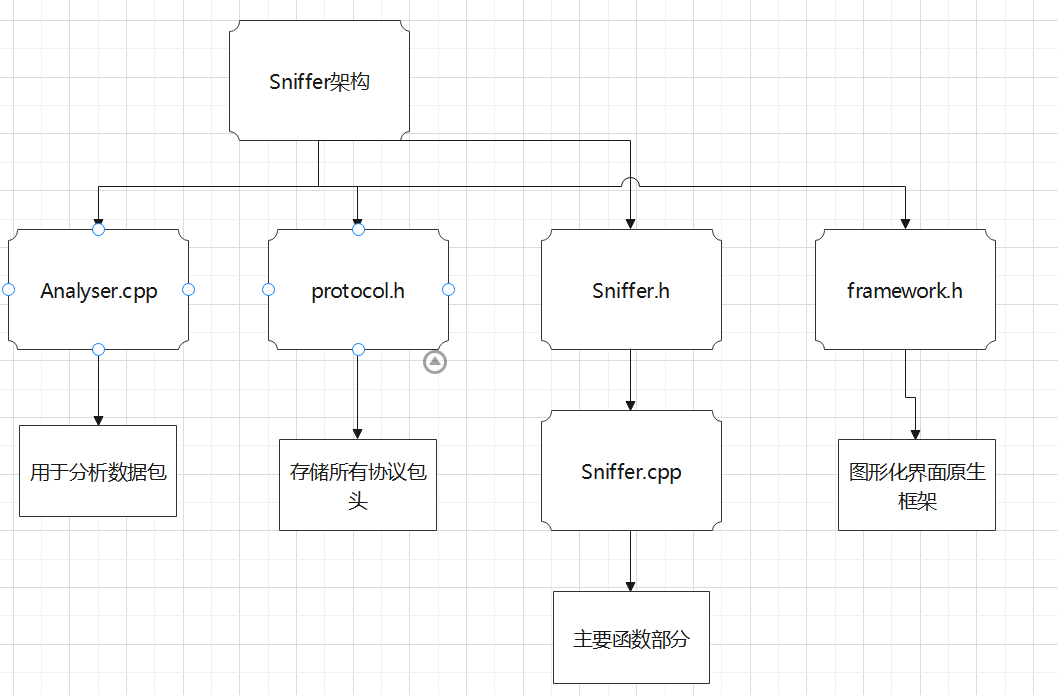 Sniffer架构
Analyser.cpp
protocol.h
Sniffer.h
framework.h
用于分析数据包
存储所有协议包
头
Sniffer.cpp
图形化界面原生
框架
主要函数部分